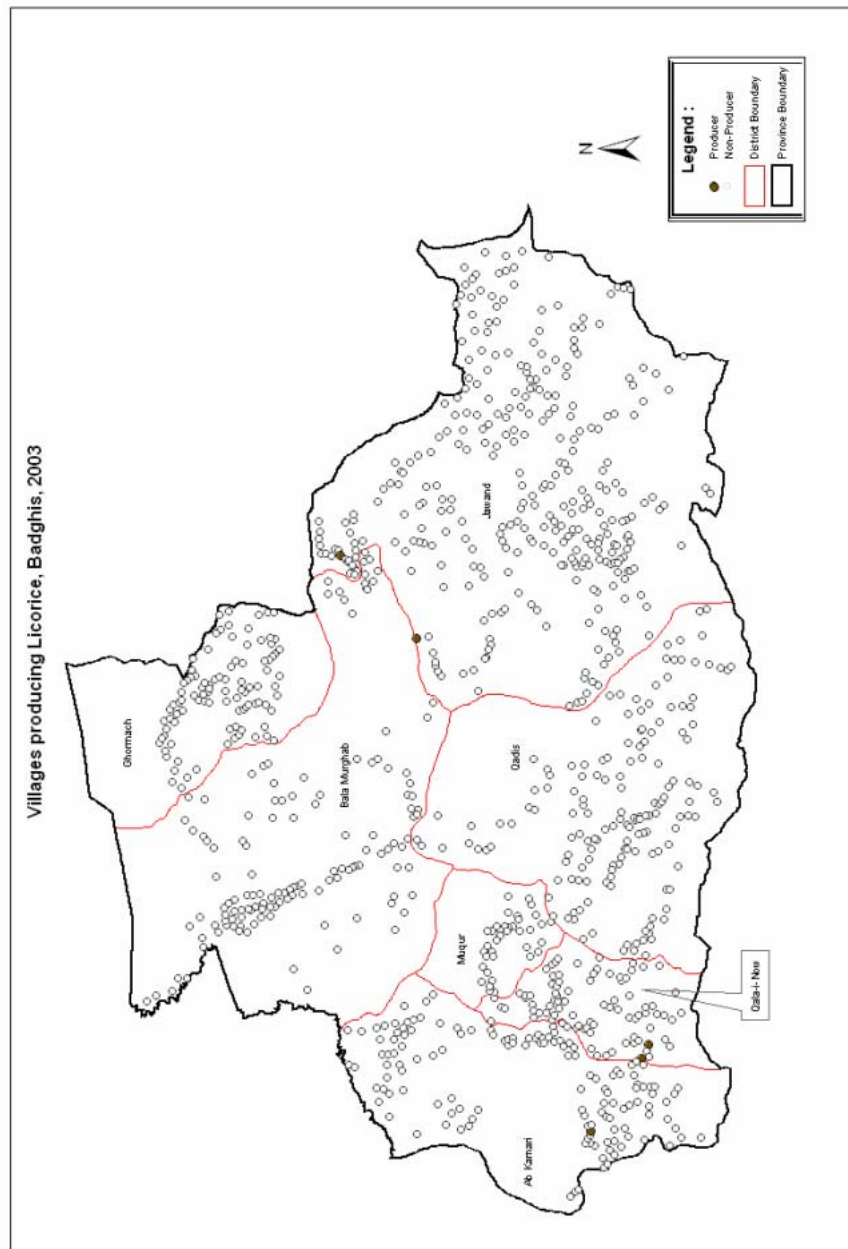 Villages producing Licorice, Badghis, 2003
Ghormach
Bala Murghab
Jawand
Qadis
Muqur
Ab Kamari
Qala-i-Now
N
Legend :
Producer
Non-Producer
District Boundary
Province Boundary